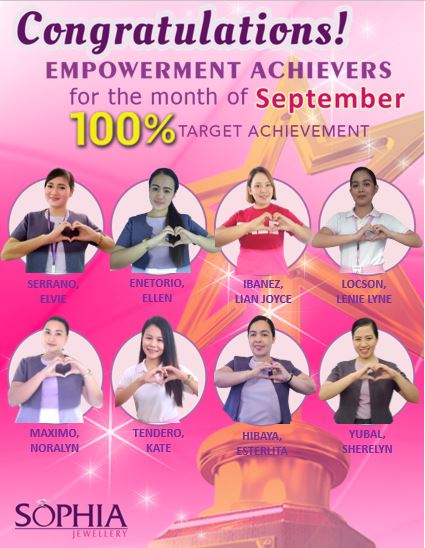 Congratulations!
EMPOWERMENT ACHIEVERS
for the month of September
100% TARGET ACHIEVEMENT
SERRANO,
ELVIE
ENETORIO,
ELLEN
IBANEZ,
LIAN JOYCE
LOCSON,
LENIE LYNE
MAXIMO,
NORALYN
TENDERO,
KATE
HIBAYA,
ESTERLITA
YUBAL,
SHERELYN
SOPHIA
JEWELLERY